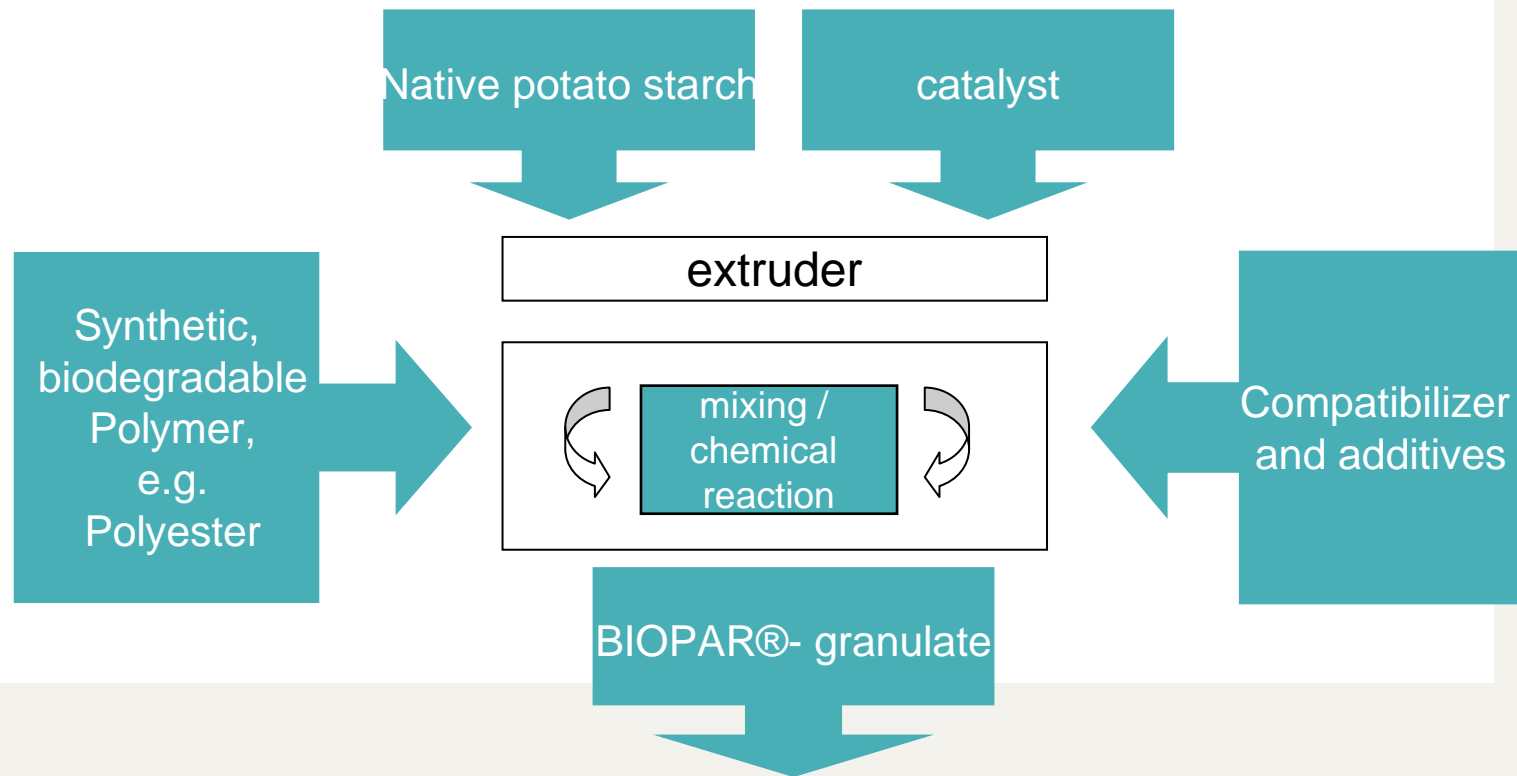 Native potato starch
catalyst
extruder
Synthetic,
biodegradable
Polymer,
e.g.
Polyester
mixing /
chemical
reaction
Compatibilizer
and additives
BIOPAR®- granulate